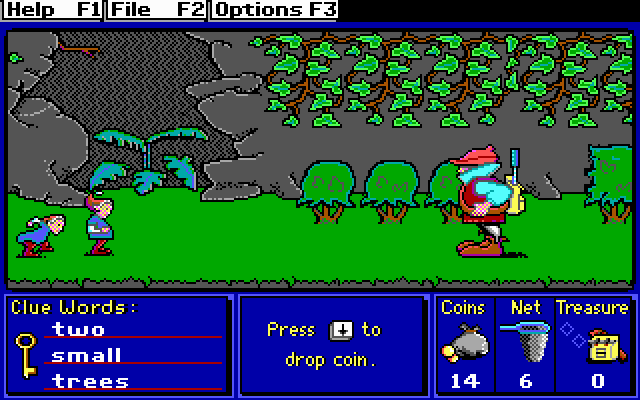 Help F1 File F2 Options F3
Clue Words:
two
small
trees
Press to
drop coin.
Coins Net Treasure
14 6 0